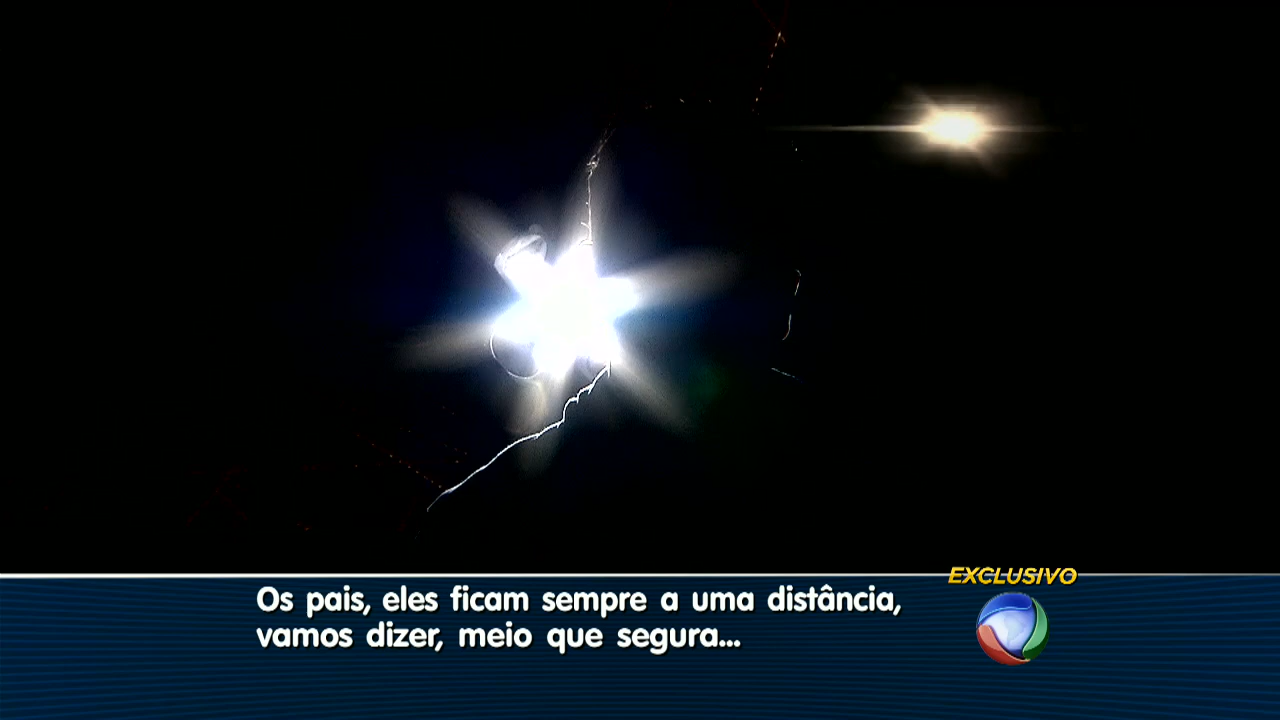 EXCLUSIVO
Os pais, eles ficam sempre a uma distância,
vamos dizer, meio que segura...